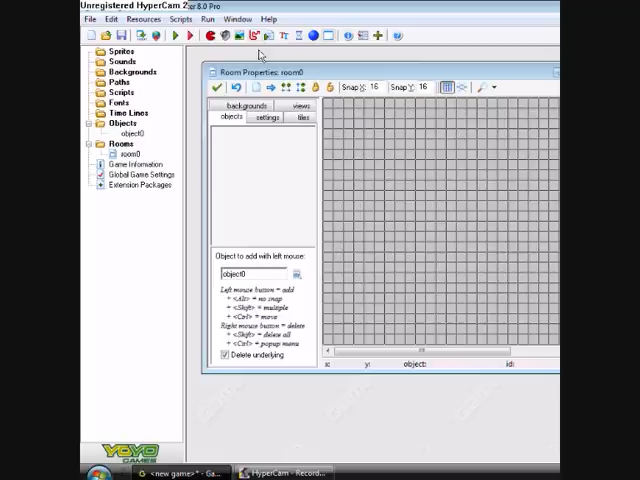 Unregistered HyperCam 2
er 8.0 Pro
File Edit Resources Scripts Run Window Help
Sprites
Sounds
Backgrounds
Paths
Scripts
Fonts
Time Lines
Objects
object0
Rooms
room0
Game Information
Global Game Settings
Extension Packages
Room Properties: room0
Snap X: 16 Snap Y: 16
backgrounds views
objects settings tiles
Object to add with left mouse:
object0
Left mouse button = add
+ <Alt> = no snap
+ <Shift> = multiple
+ <Ctrl> = move
Right mouse button = delete
+ <Shift> = delete all
+ <Ctrl> = popup menu
Delete underlying
x: y: object: id:
YOYO
GAMES
<new game>* - Ga...
HyperCam - Record...